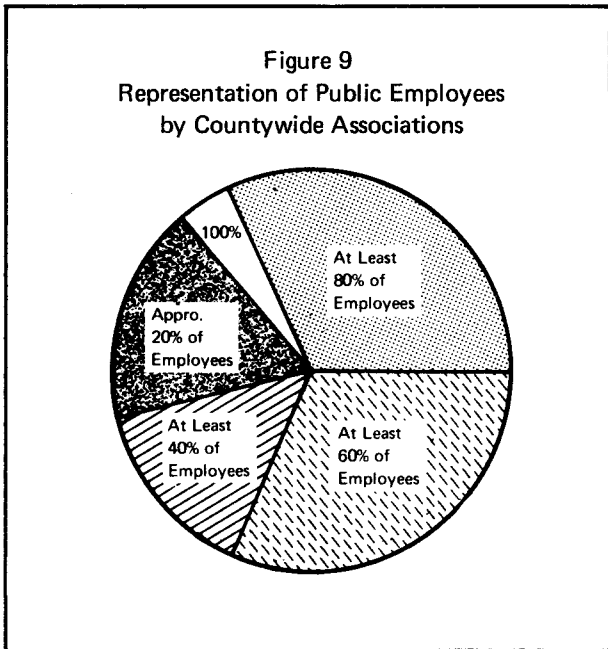 Figure 9
Representation of Public Employees
by Countywide Associations
100%
At Least
80% of
Employees
Appro.
20% of
Employees
At Least
40% of
Employees
At Least
60% of
Employees